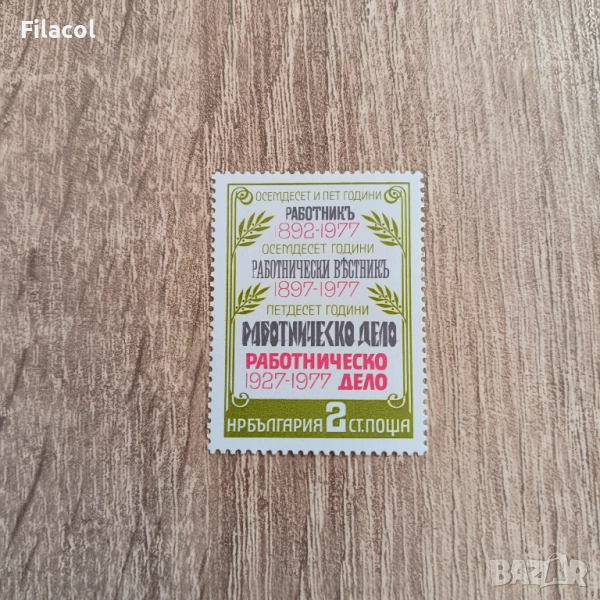 Filacol
ОСЕМДЕСЕТ И ПЕТ ГОДИНИ
РАБОТНИКЪ
1892-1977
ОСЕМДЕСЕТ ГОДИНИ
РАБОТНИЧЕСКИ ВѢСТНИКЪ
1897-1977
ПЕТДЕСЕТ ГОДИНИ
РАБОТНИЧЕСКО ДЕЛО
РАБОТНИЧЕСКО
1927-1977 ДЕЛО
НРБЪЛГАРИЯ 2 СТ. ПОЩА
BAZAR